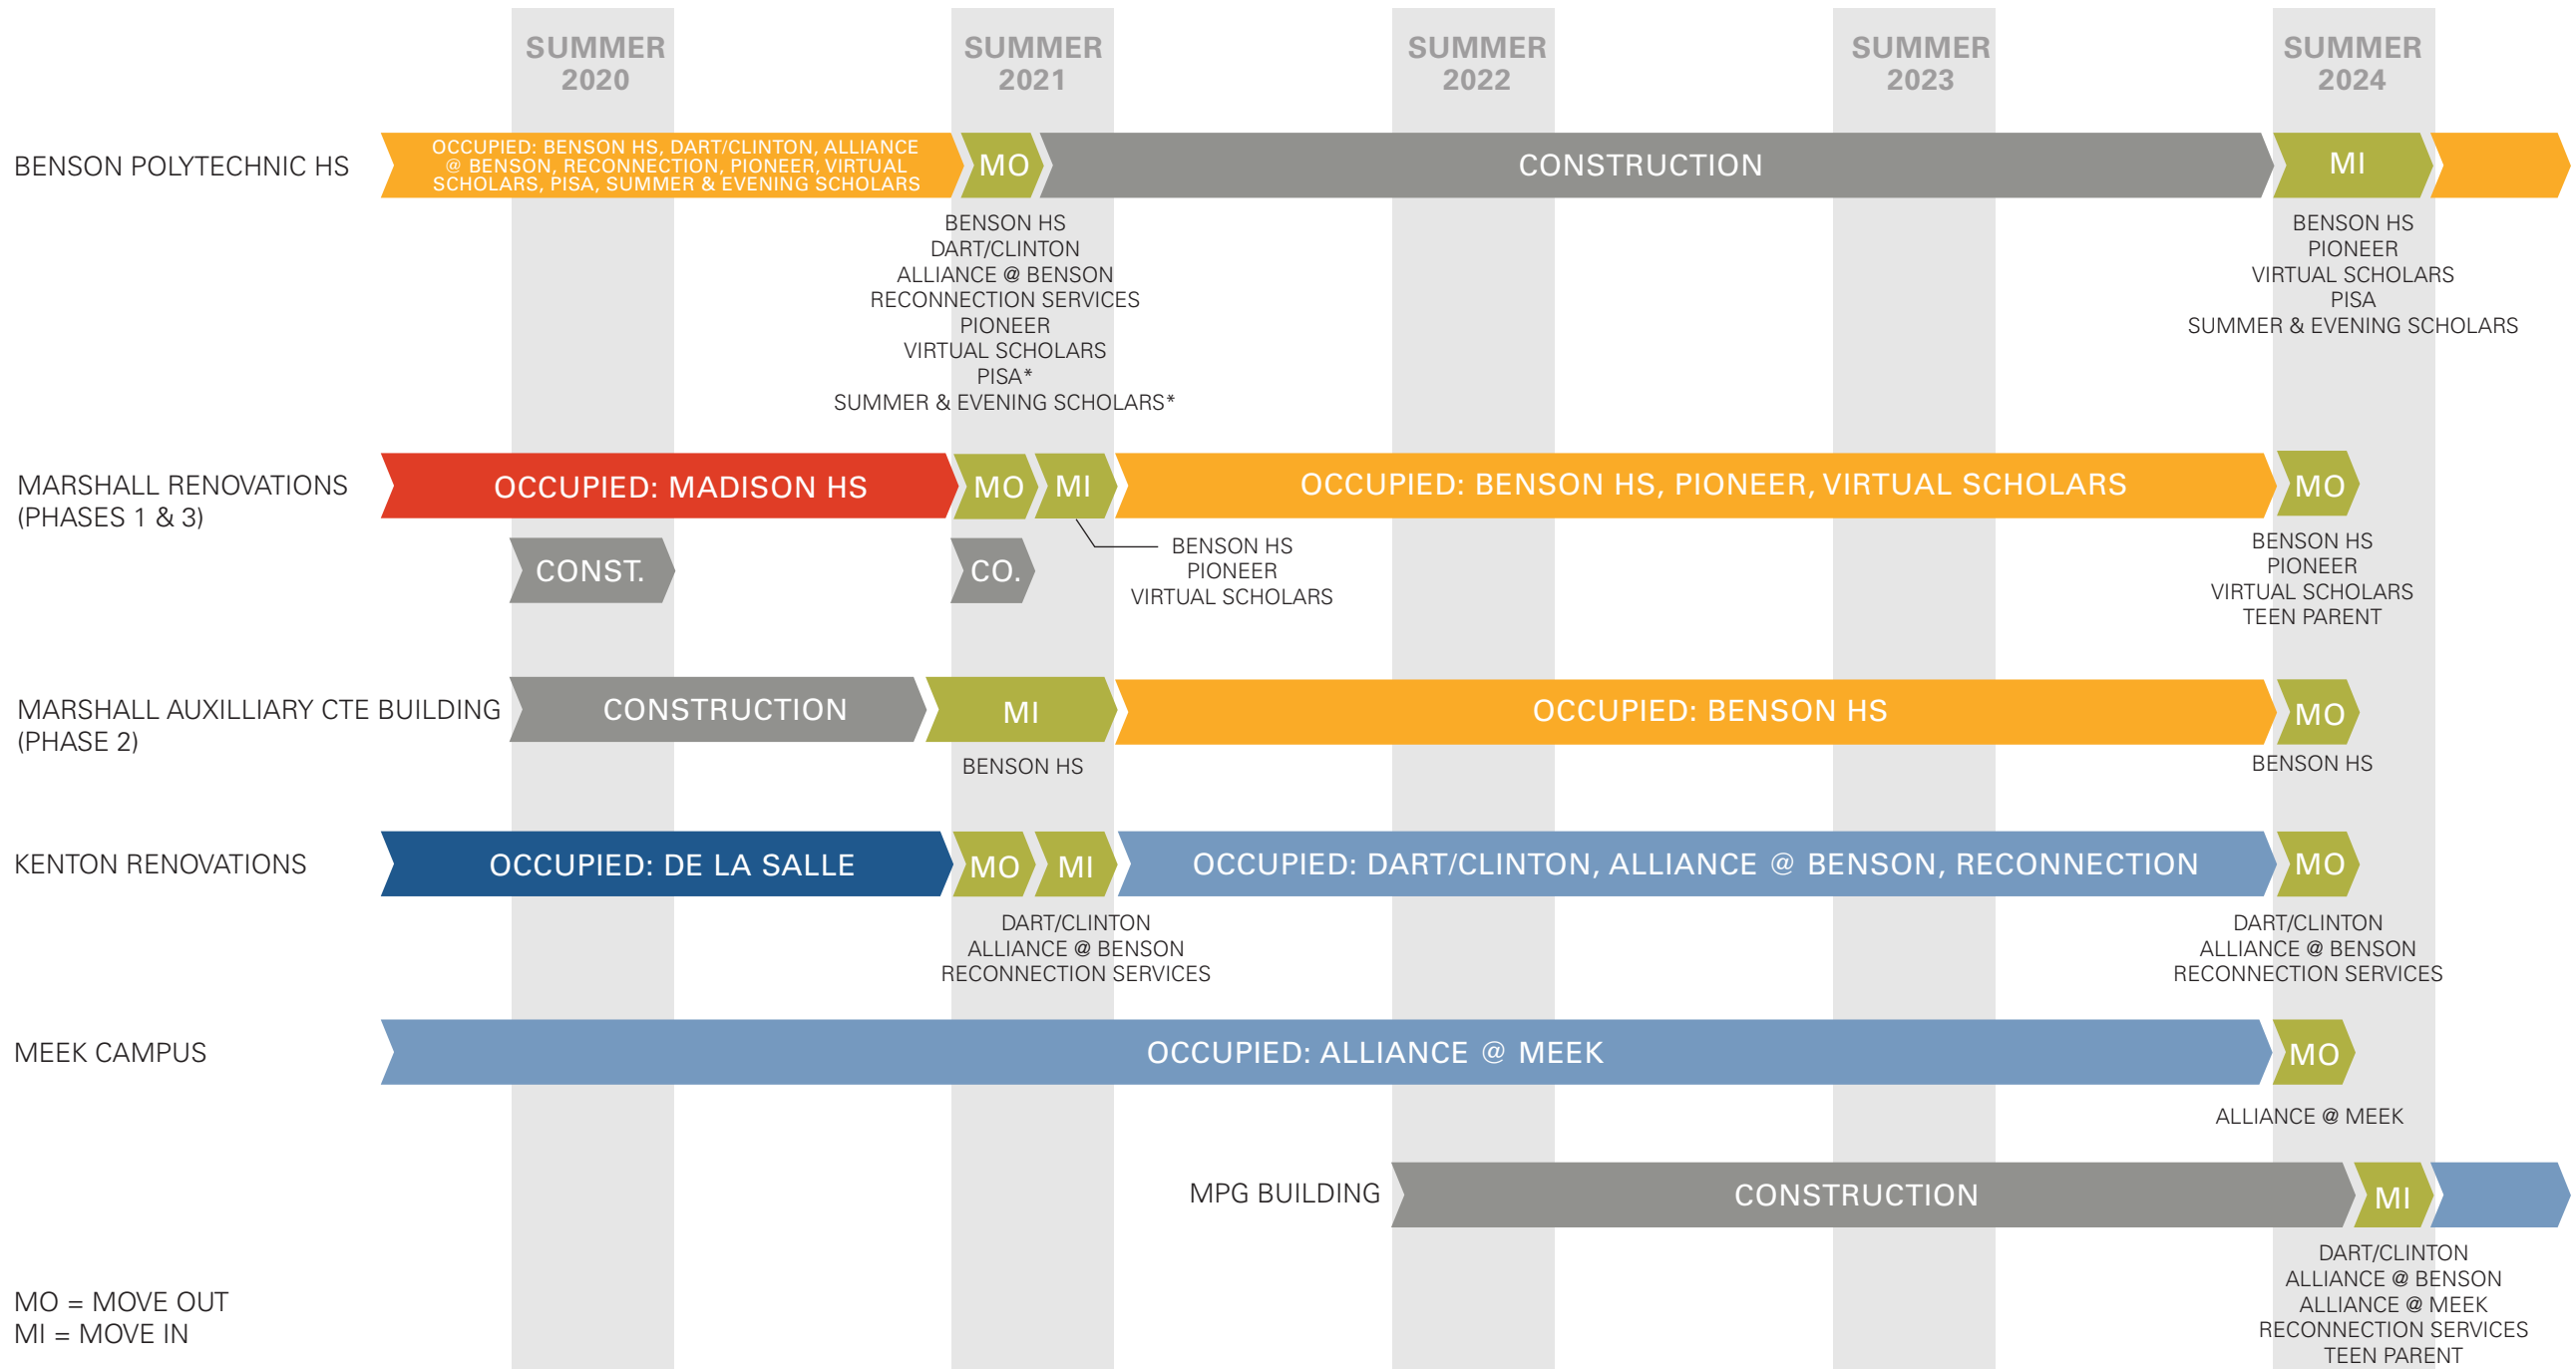 SUMMER
2020
SUMMER
2021
SUMMER
2022
SUMMER
2023
SUMMER
2024
BENSON POLYTECHNIC HS
OCCUPIED: BENSON HS, DART/CLINTON, ALLIANCE
@ BENSON, RECONNECTION, PIONEER, VIRTUAL
SCHOLARS, PISA, SUMMER & EVENING SCHOLARS
MO
CONSTRUCTION
MI
BENSON HS
DART/CLINTON
ALLIANCE @ BENSON
RECONNECTION SERVICES
PIONEER
VIRTUAL SCHOLARS
PISA*
SUMMER & EVENING SCHOLARS*
BENSON HS
PIONEER
VIRTUAL SCHOLARS
PISA
SUMMER & EVENING SCHOLARS
MARSHALL RENOVATIONS
(PHASES 1 & 3)
OCCUPIED: MADISON HS
MO
MI
OCCUPIED: BENSON HS, PIONEER, VIRTUAL SCHOLARS
MO
CONST.
CO.
BENSON HS
PIONEER
VIRTUAL SCHOLARS
BENSON HS
PIONEER
VIRTUAL SCHOLARS
TEEN PARENT
MARSHALL AUXILLIARY CTE BUILDING
(PHASE 2)
CONSTRUCTION
MI
OCCUPIED: BENSON HS
MO
BENSON HS
BENSON HS
KENTON RENOVATIONS
OCCUPIED: DE LA SALLE
MO
MI
OCCUPIED: DART/CLINTON, ALLIANCE @ BENSON, RECONNECTION
MO
DART/CLINTON
ALLIANCE @ BENSON
RECONNECTION SERVICES
DART/CLINTON
ALLIANCE @ BENSON
RECONNECTION SERVICES
MEEK CAMPUS
OCCUPIED: ALLIANCE @ MEEK
MO
ALLIANCE @ MEEK
MPG BUILDING
CONSTRUCTION
MI
DART/CLINTON
ALLIANCE @ BENSON
ALLIANCE @ MEEK
RECONNECTION SERVICES
TEEN PARENT
MO = MOVE OUT
MI = MOVE IN